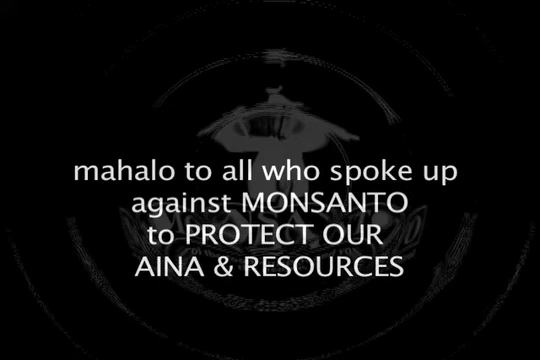 mahalo to all who spoke up
against MONSANTO
to PROTECT OUR
AINA & RESOURCES